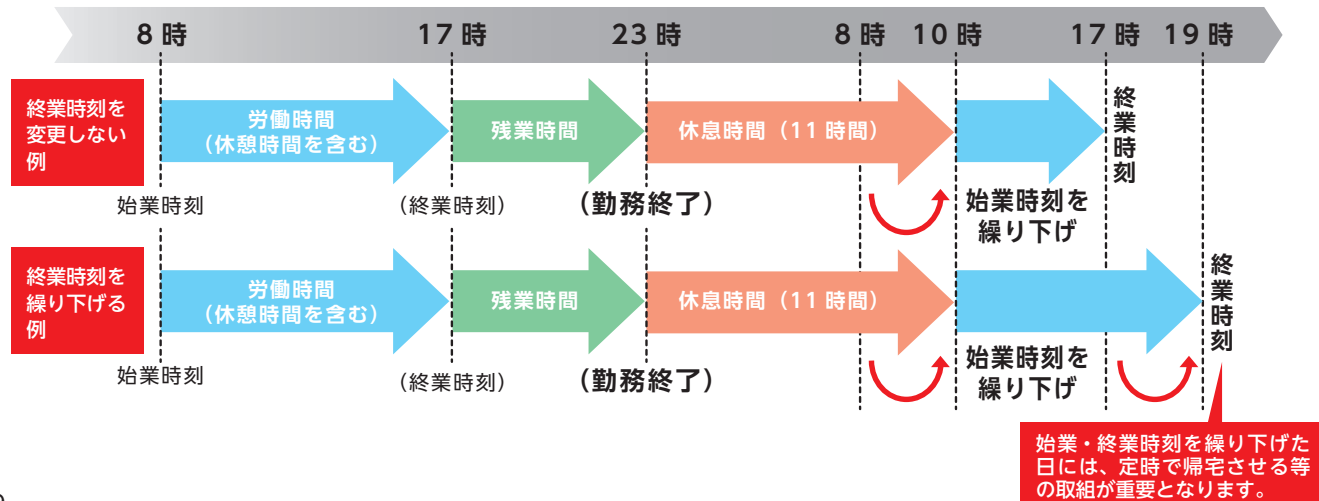 8時 17時 23時 8時 10時 17時 19時
終業時刻を
変更しない
例
労働時間
(休憩時間を含む)
残業時間
休息時間（11時間）
終業時刻
始業時刻
(終業時刻)
(勤務終了)
始業時刻を
繰り下げ
終業時刻を
繰り下げる
例
労働時間
(休憩時間を含む)
残業時間
休息時間（11時間）
終業時刻
始業時刻
(終業時刻)
(勤務終了)
始業時刻を
繰り下げ
始業・終業時刻を繰り下げた
日には、定時で帰宅させる等
の取組が重要となります。